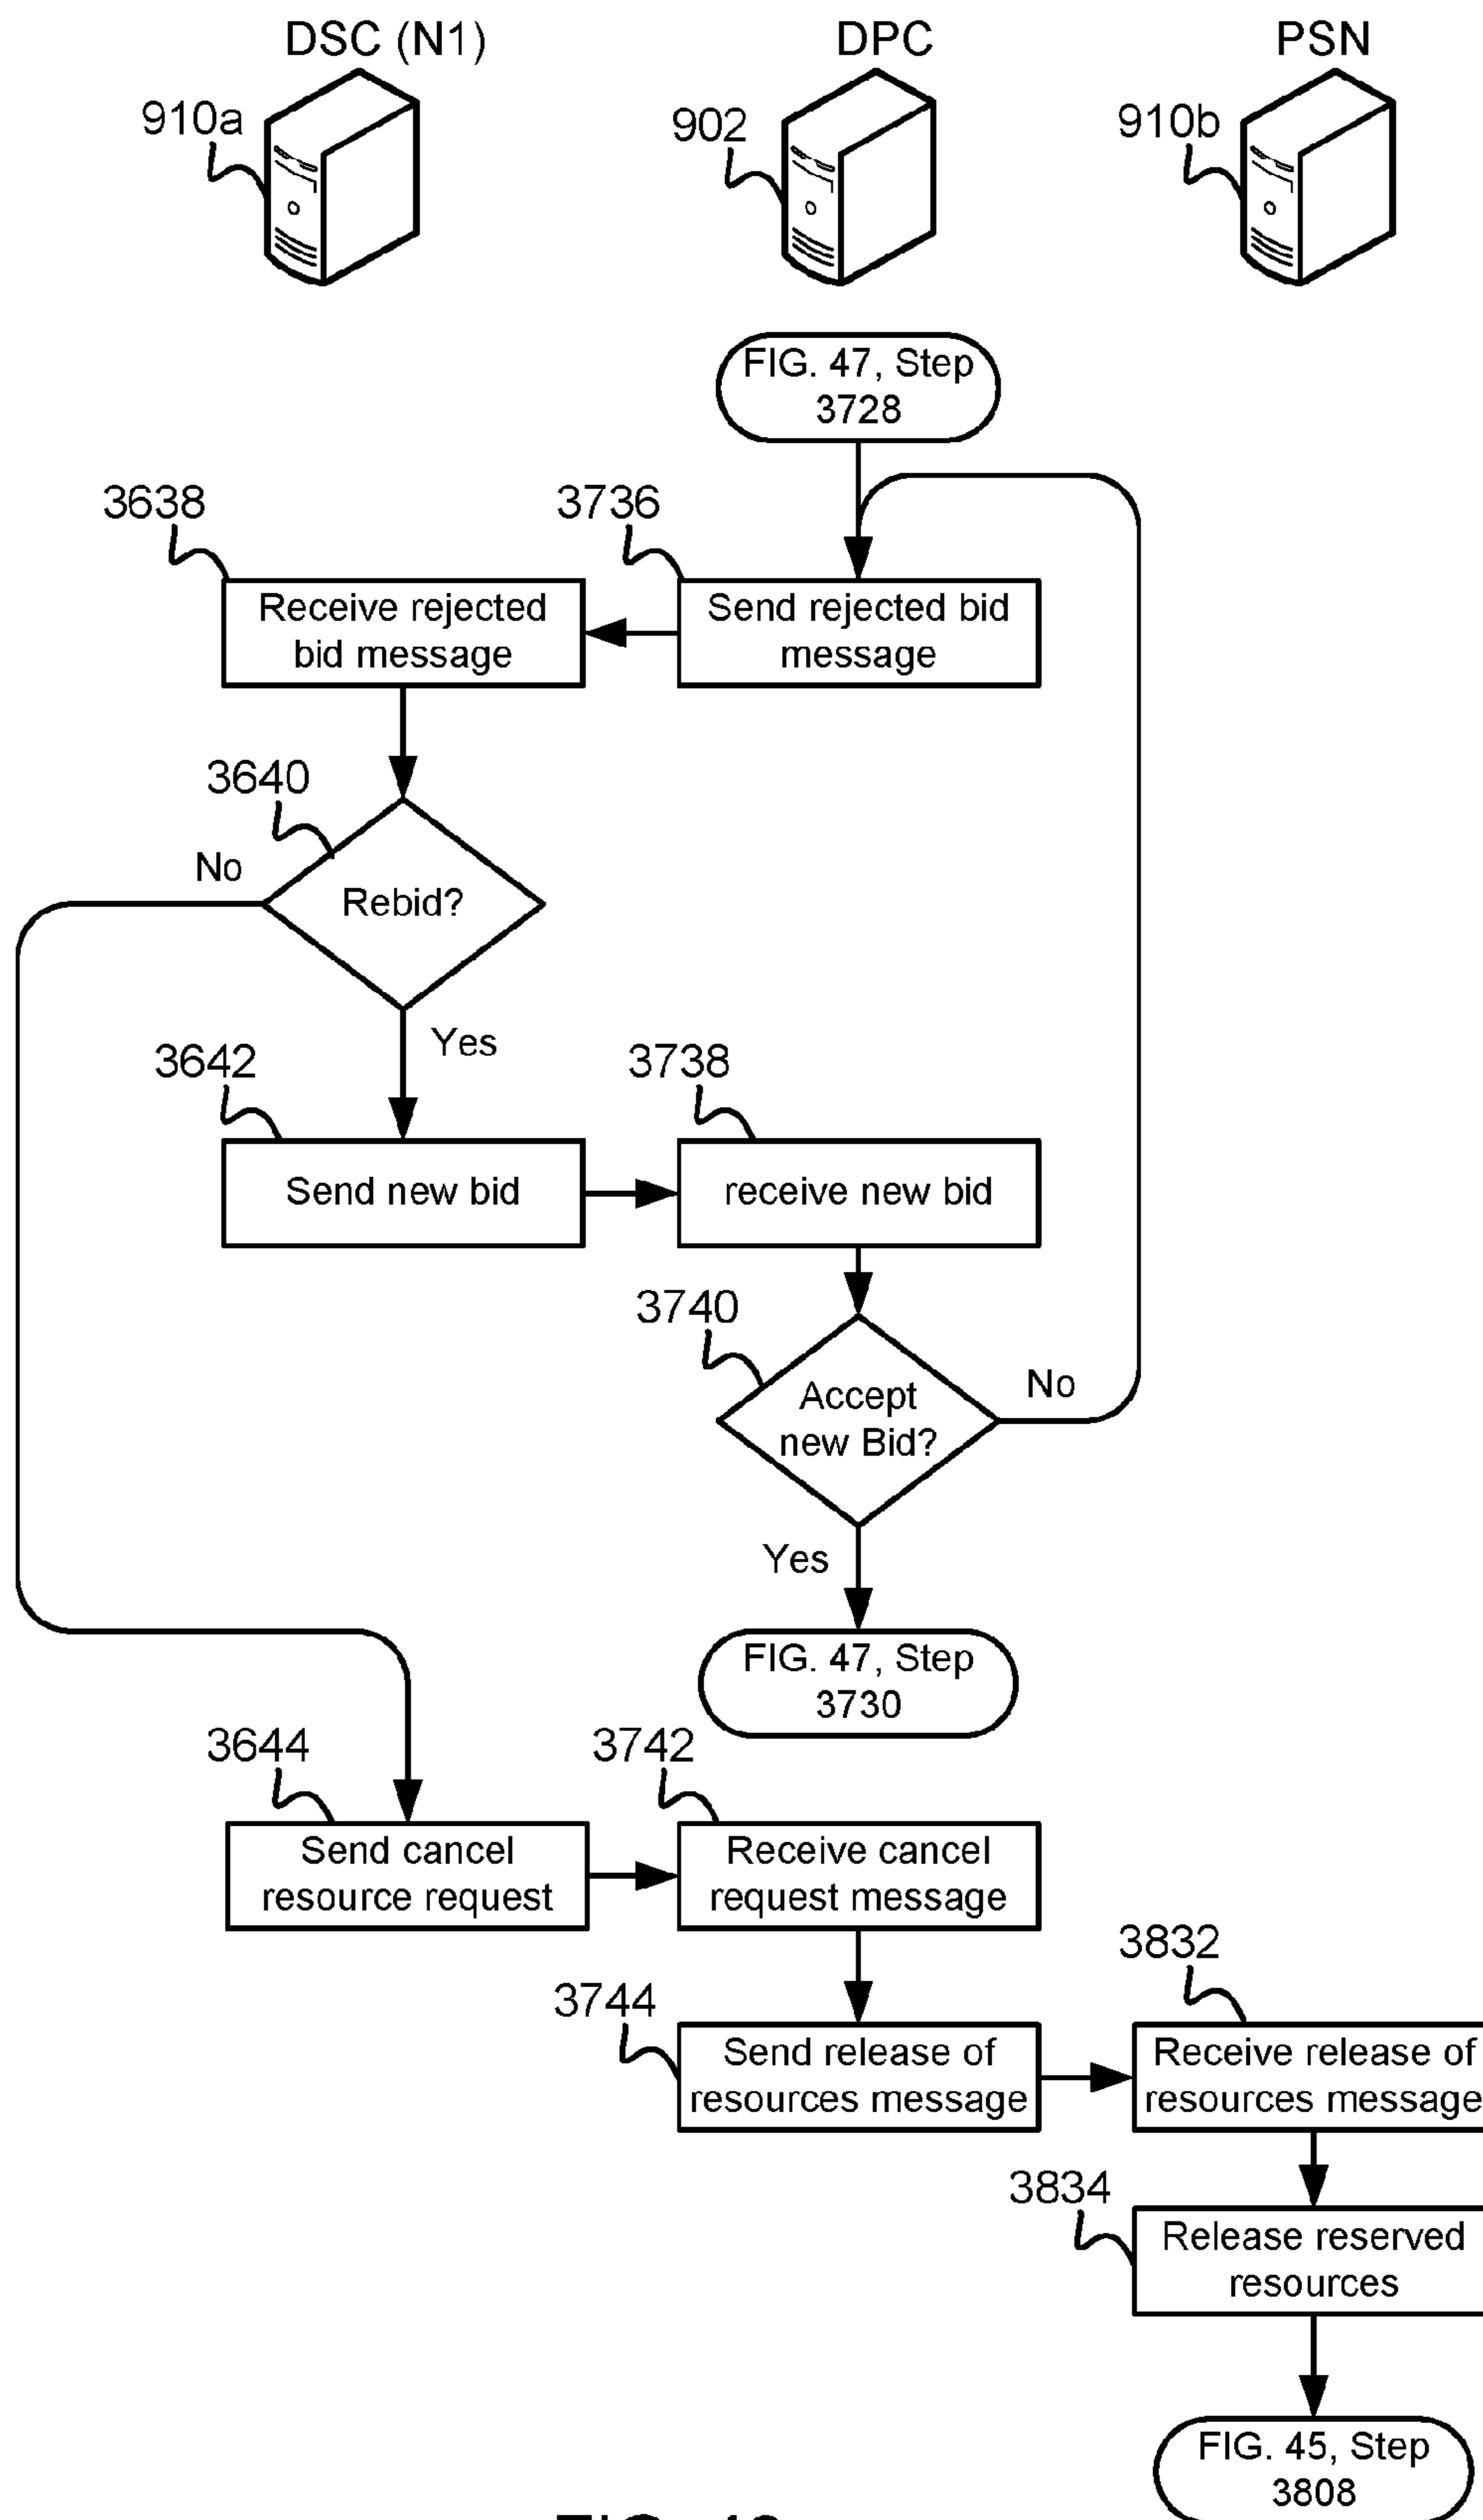 DSC (N1)
DPC
PSN
910a
902
910b
FIG. 47, Step
3728
3638
3736
Receive rejected
bid message
Send rejected bid
message
3640
No
Rebid?
Yes
3642
3738
Send new bid
receive new bid
3740
Accept
new Bid?
No
Yes
FIG. 47, Step
3730
3644
3742
Send cancel
resource request
Receive cancel
request message
3832
3744
Send release of
resources message
Receive release of
resources message
3834
Release reserved
resources
FIG. 45, Step
3808